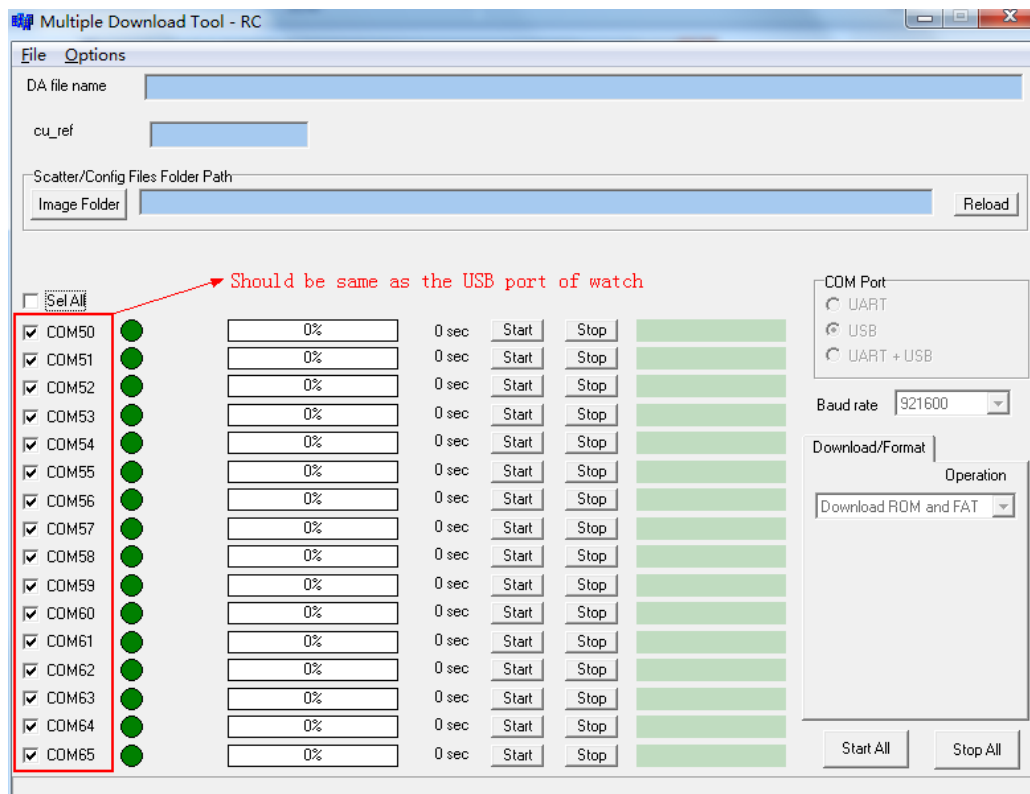 Multiple Download Tool - RC
File Options
DA file name
cu_ref
Scatter/Config Files Folder Path
Image Folder Reload
Should be same as the USB port of watch
Sel All
COM50 0% 0 sec Start Stop
COM51 0% 0 sec Start Stop
COM52 0% 0 sec Start Stop
COM53 0% 0 sec Start Stop
COM54 0% 0 sec Start Stop
COM55 0% 0 sec Start Stop
COM56 0% 0 sec Start Stop
COM57 0% 0 sec Start Stop
COM58 0% 0 sec Start Stop
COM59 0% 0 sec Start Stop
COM60 0% 0 sec Start Stop
COM61 0% 0 sec Start Stop
COM62 0% 0 sec Start Stop
COM63 0% 0 sec Start Stop
COM64 0% 0 sec Start Stop
COM65 0% 0 sec Start Stop
COM Port
UART
USB
UART + USB
Baud rate 921600
Download/Format
Operation
Download ROM and FAT
Start All Stop All